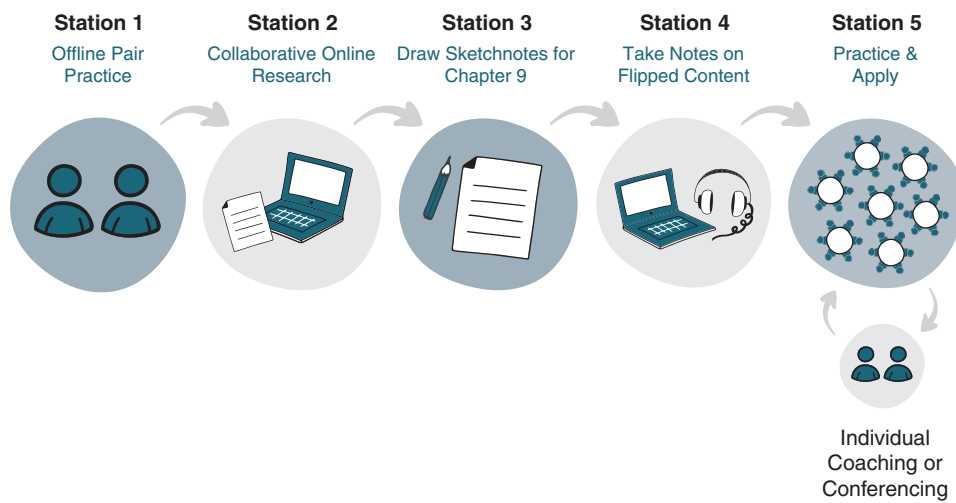 Station 1
Offline Pair
Practice
Station 2
Collaborative Online
Research
Station 3
Draw Sketchnotes for
Chapter 9
Station 4
Take Notes on
Flipped Content
Station 5
Practice &
Apply
Individual
Coaching or
Conferencing